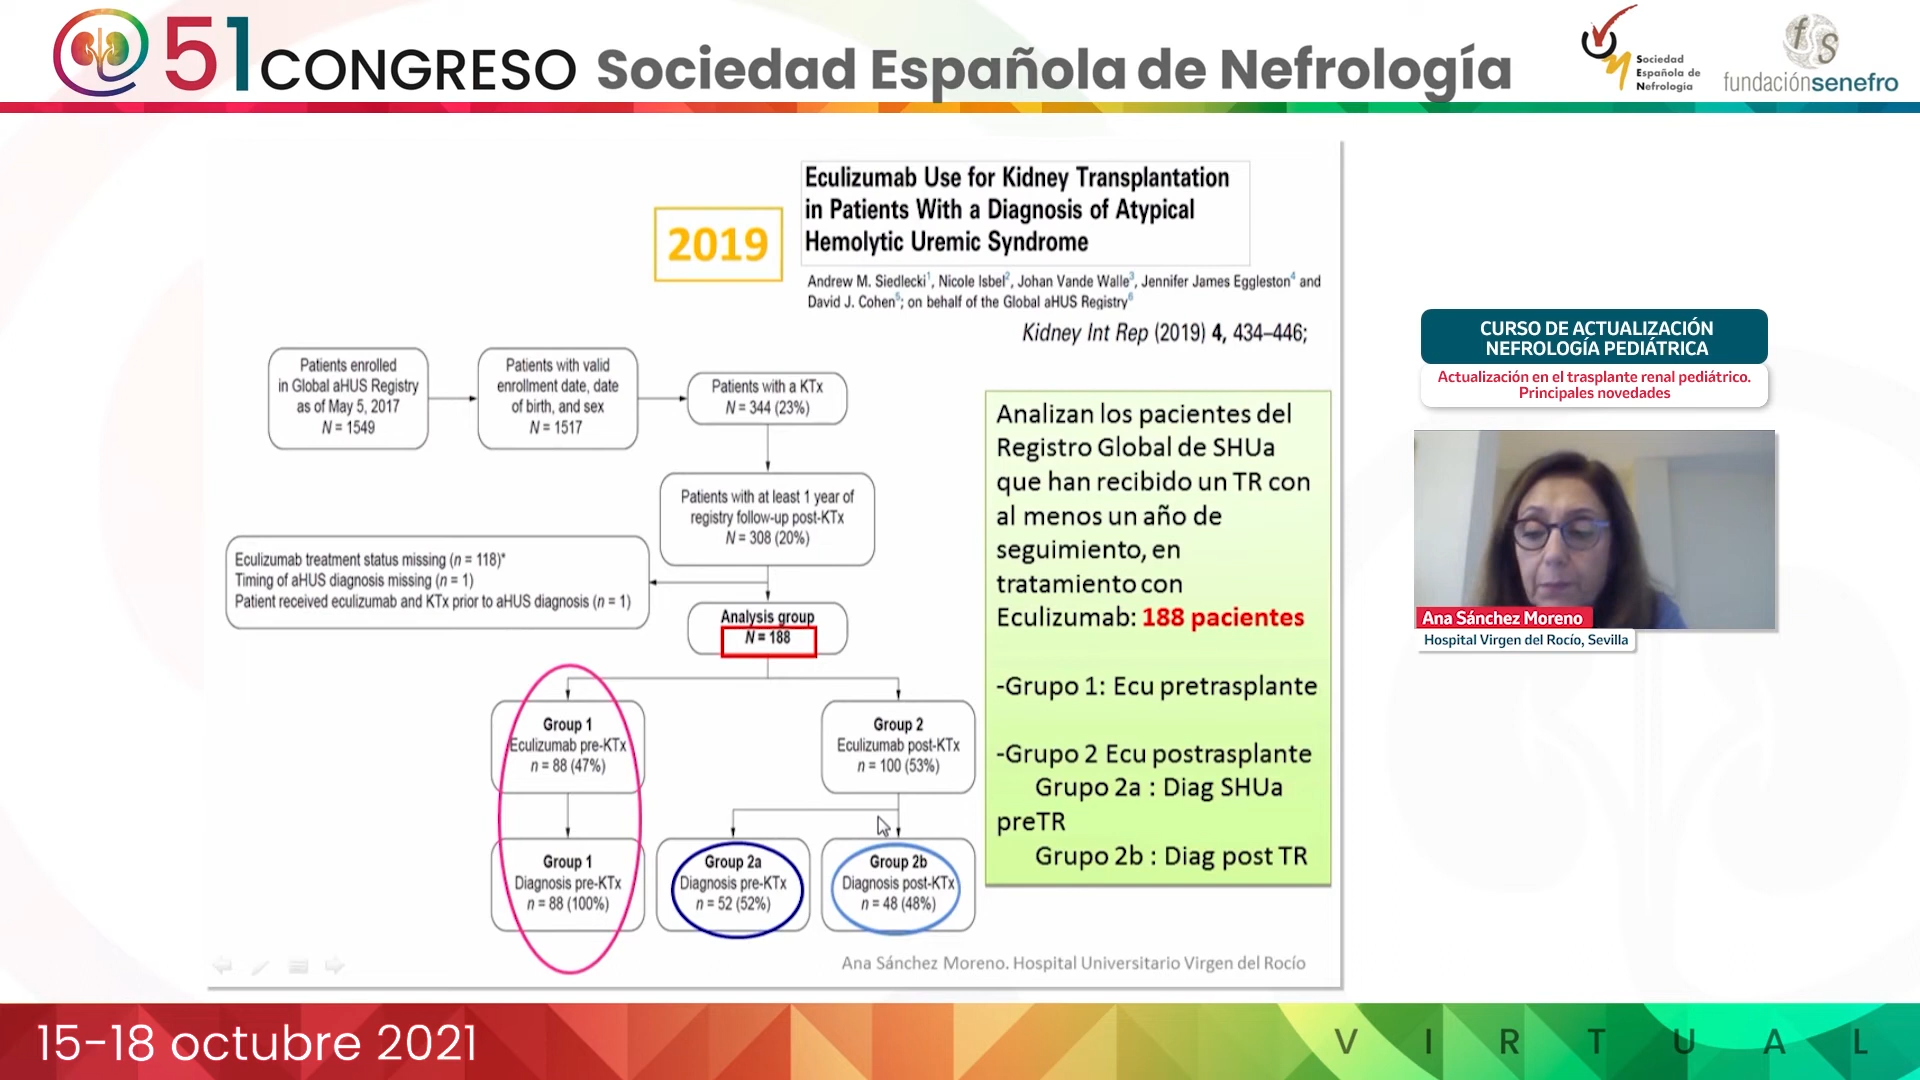 51 CONGRESO Sociedad Española de Nefrología
Sociedad
Española de
Nefrología
fundaciónsenefro
2019
Eculizumab Use for Kidney Transplantation
in Patients With a Diagnosis of Atypical
Hemolytic Uremic Syndrome
Andrew M. Siedlecki1, Nicole Isbel2, Johan Vande Walle3, Jennifer James Eggleston4 and
David J. Cohen5; on behalf of the Global aHUS Registry6
Kidney Int Rep (2019) 4, 434–446;
Patients enrolled
in Global aHUS Registry
as of May 5, 2017
N = 1549
Patients with valid
enrollment date, date
of birth, and sex
N = 1517
Patients with a KTx
N = 344 (23%)
Patients with at least 1 year of
registry follow-up post-KTx
N = 308 (20%)
Eculizumab treatment status missing (n = 118)*
Timing of aHUS diagnosis missing (n = 1)
Patient received eculizumab and KTx prior to aHUS diagnosis (n = 1)
Analysis group
N = 188
Group 1
Eculizumab pre-KTx
n = 88 (47%)
Group 2
Eculizumab post-KTx
n = 100 (53%)
Group 1
Diagnosis pre-KTx
n = 88 (100%)
Group 2a
Diagnosis pre-KTx
n = 52 (52%)
Group 2b
Diagnosis post-KTx
n = 48 (48%)
Analizan los pacientes del
Registro Global de SHUa
que han recibido un TR con
al menos un año de
seguimiento, en
tratamiento con
Eculizumab: 188 pacientes
-Grupo 1: Ecu pretrasplante
-Grupo 2 Ecu postrasplante
Grupo 2a : Diag SHUa
preTR
Grupo 2b : Diag post TR
Ana Sánchez Moreno. Hospital Universitario Virgen del Rocío
CURSO DE ACTUALIZACIÓN
NEFROLOGÍA PEDIÁTRICA
Actualización en el trasplante renal pediátrico.
Principales novedades
Ana Sánchez Moreno
Hospital Virgen del Rocío, Sevilla
15-18 octubre 2021
VIRTUAL